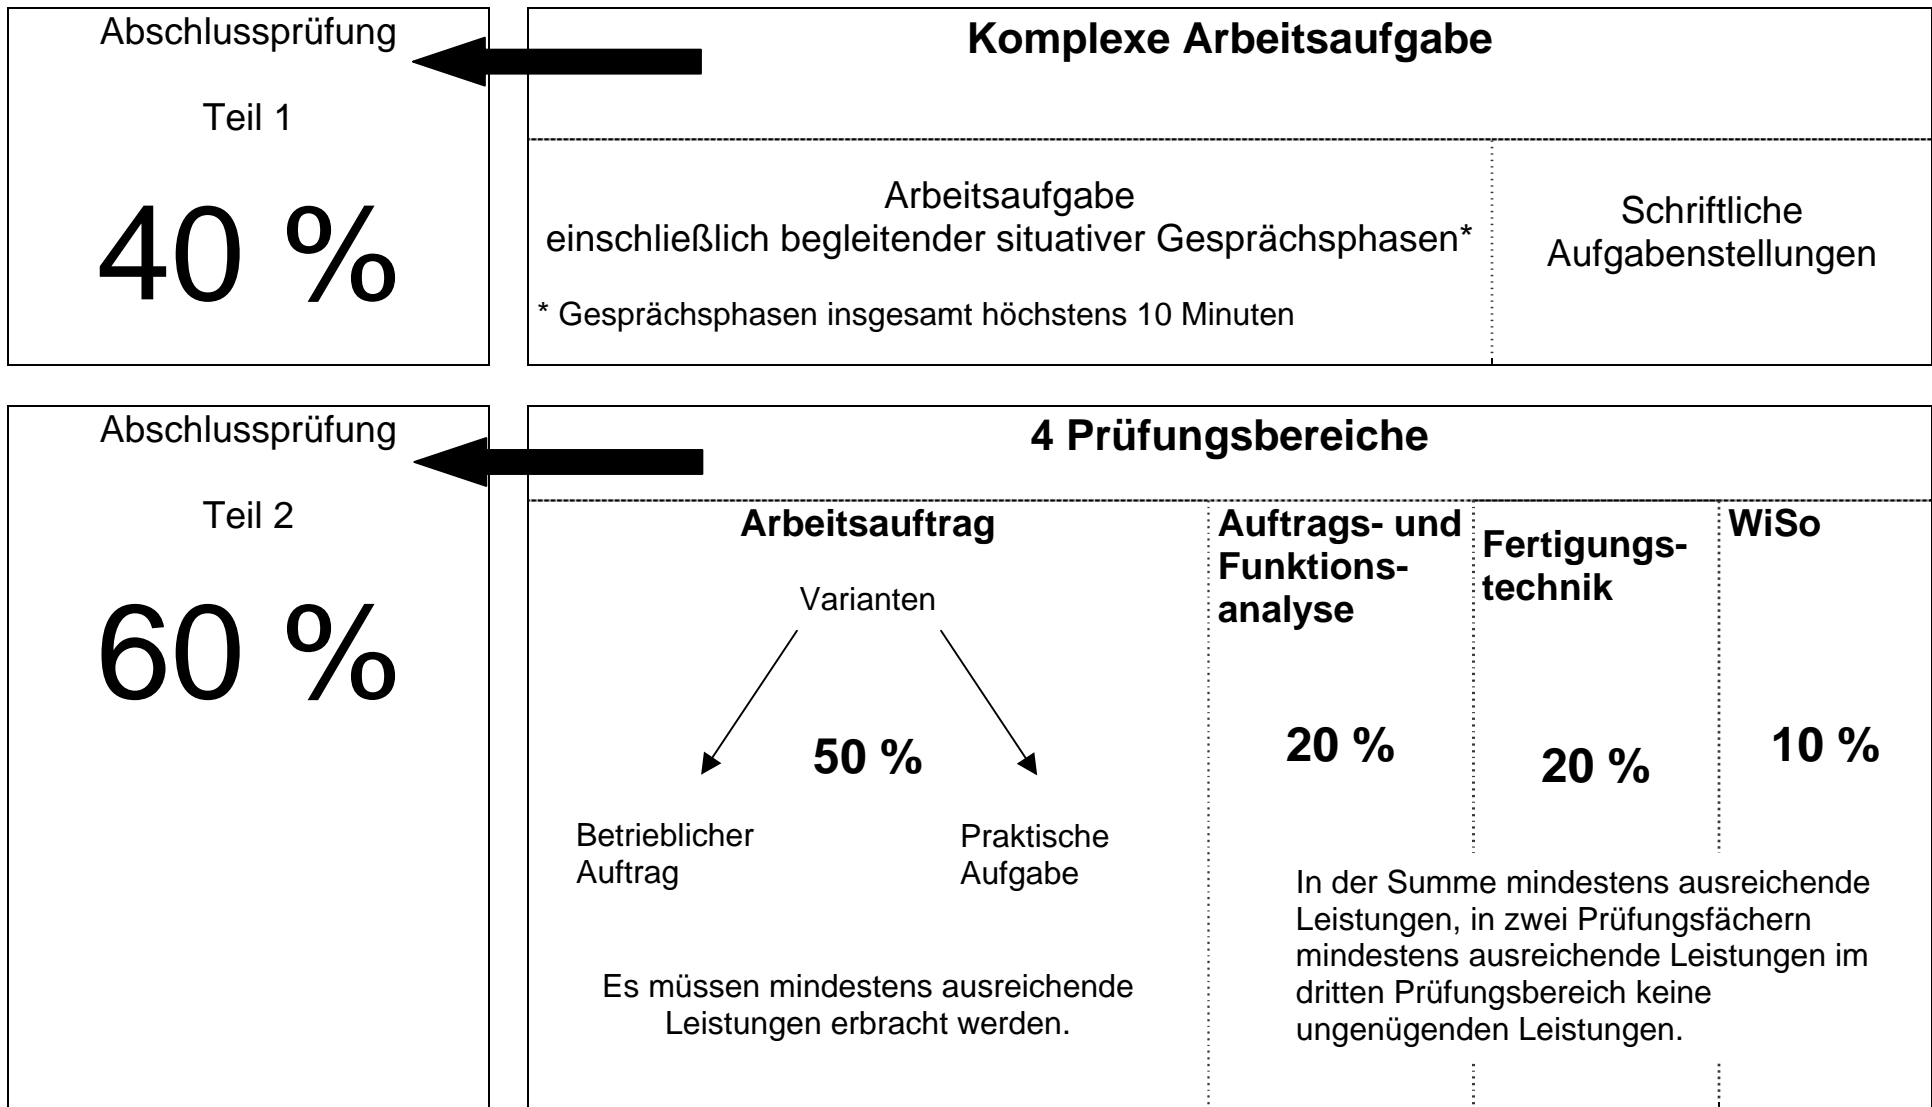 Abschlussprüfung
Teil 1
40 %
Komplexe Arbeitsaufgabe
Arbeitsaufgabe
einschließlich begleitender situativer Gesprächsphasen*
* Gesprächsphasen insgesamt höchstens 10 Minuten
Schriftliche
Aufgabenstellungen
Abschlussprüfung
Teil 2
60 %
4 Prüfungsbereiche
Arbeitsauftrag
Varianten
50 %
Betrieblicher
Auftrag
Praktische
Aufgabe
Es müssen mindestens ausreichende
Leistungen erbracht werden.
Auftrags- und
Funktions-
analyse
20 %
Fertigungs-
technik
20 %
WiSo
10 %
In der Summe mindestens ausreichende
Leistungen, in zwei Prüfungsfächern
mindestens ausreichende Leistungen im
dritten Prüfungsbereich keine
ungenügenden Leistungen.